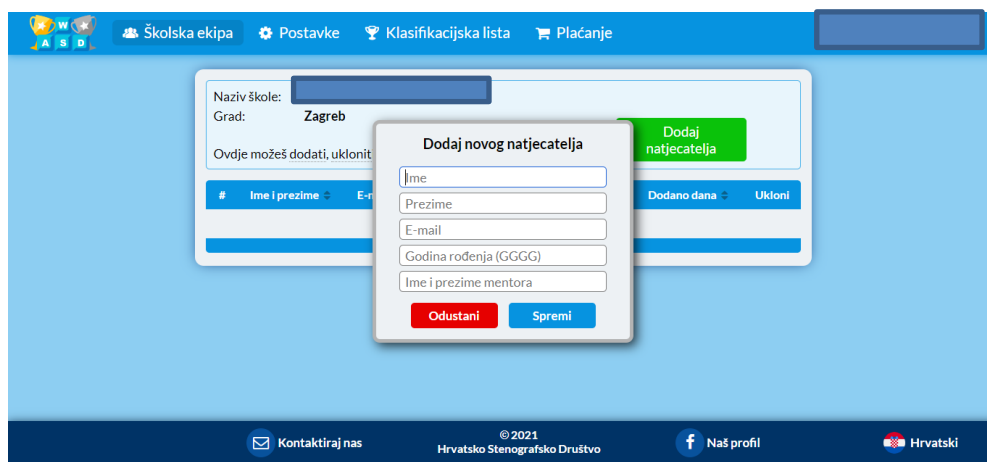 W
A S D
Školska ekipa
Postavke
Klasifikacijska lista
Plaćanje
Naziv škole:
Grad: Zagreb
Ovdje možeš dodati, uklonit
Dodaj
natjecatelja
# Ime i prezime
Dodano dana Ukloni
Dodaj novog natjecatelja
Ime
Prezime
E-mail
Godina rođenja (GGGG)
Ime i prezime mentora
Odustani
Spremi
Kontaktiraj nas
© 2021
Hrvatsko Stenografsko Društvo
f Naš profil
Hrvatski